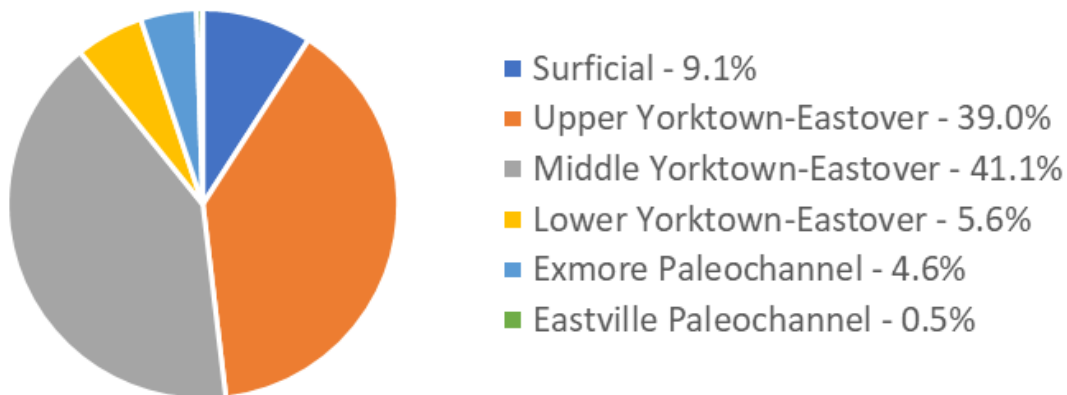 Surficial - 9.1%
Upper Yorktown-Eastover - 39.0%
Middle Yorktown-Eastover - 41.1%
Lower Yorktown-Eastover - 5.6%
Exmore Paleochannel - 4.6%
Eastville Paleochannel - 0.5%